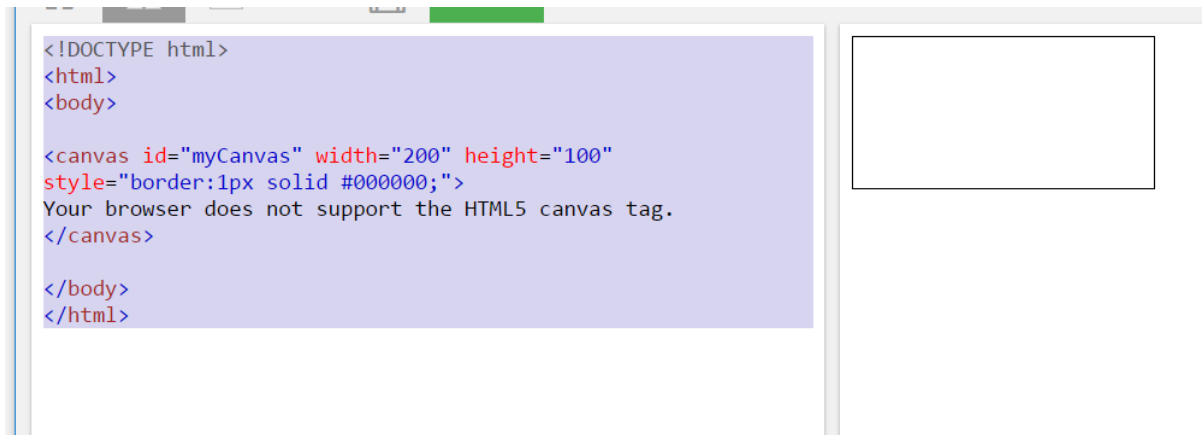 <!DOCTYPE html>
<html>
<body>
<canvas id="myCanvas" width="200" height="100"
style="border:1px solid #000000;">
Your browser does not support the HTML5 canvas tag.
</canvas>
</body>
</html>